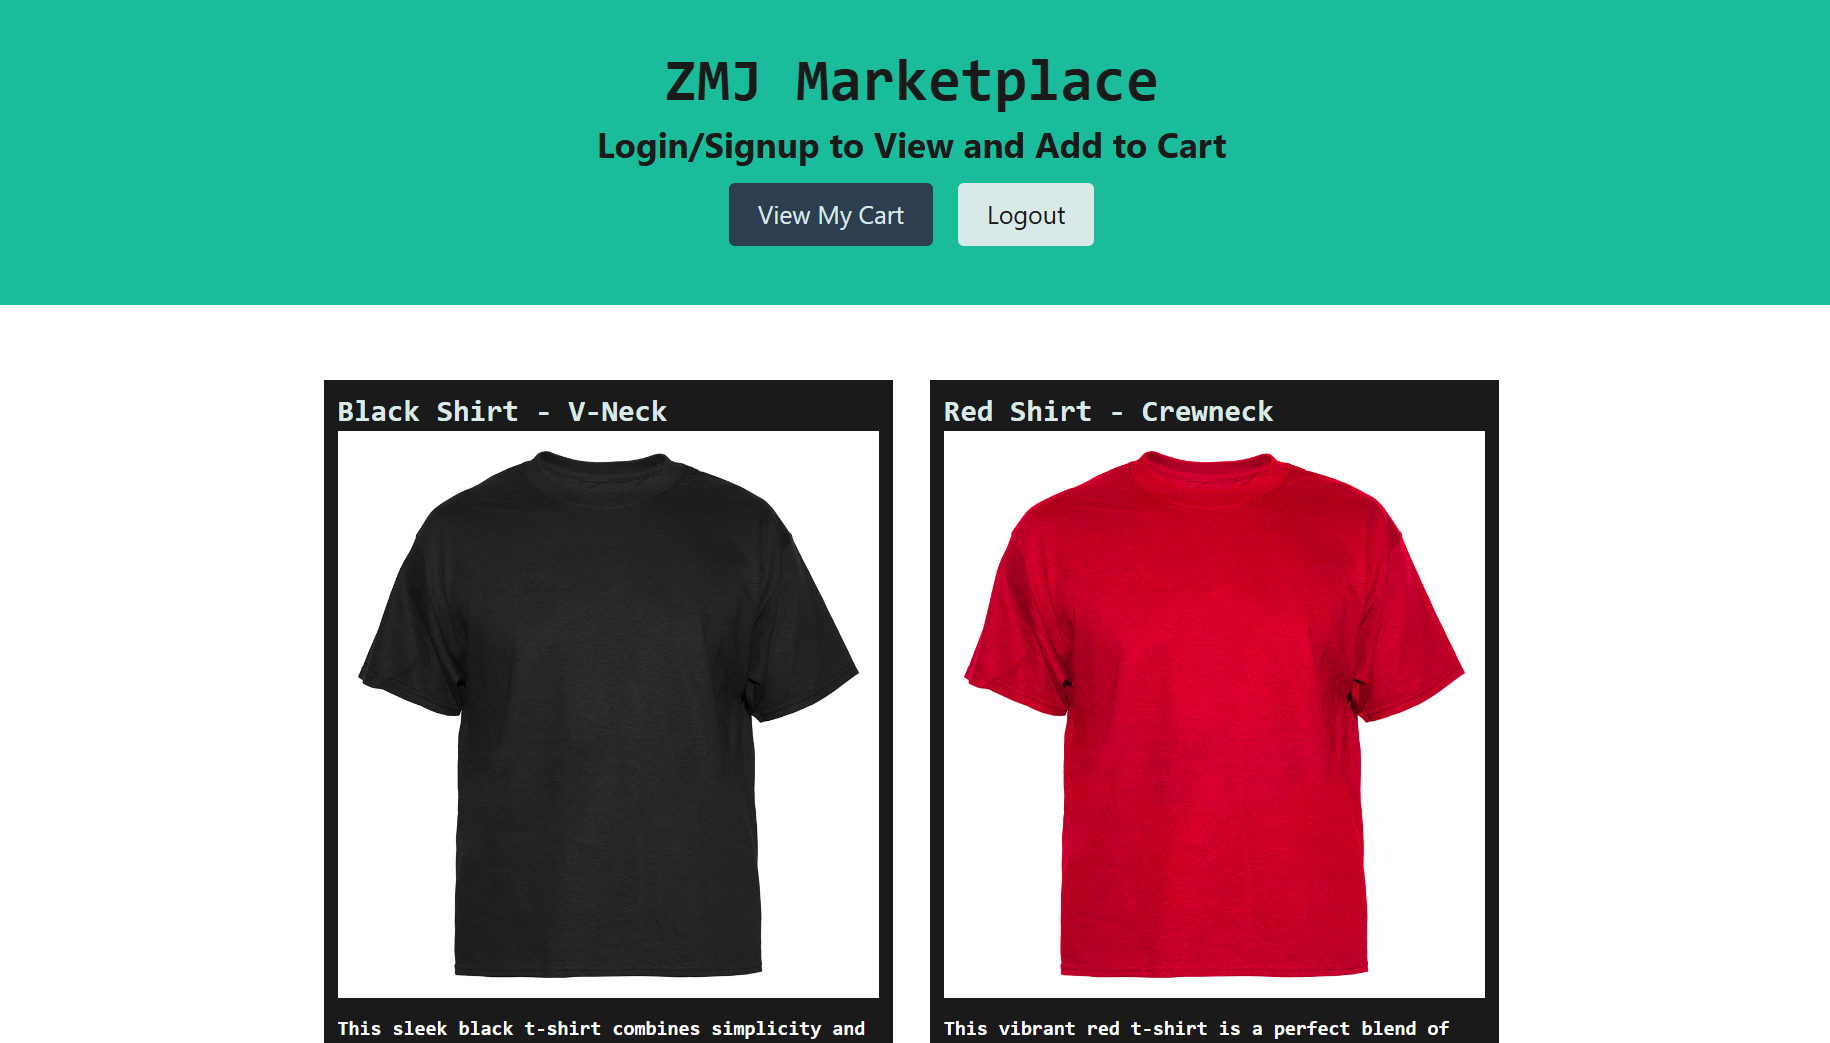 ZMJ Marketplace
Login/Signup to View and Add to Cart
View My Cart
Logout
Black Shirt - V-Neck
This sleek black t-shirt combines simplicity and
Red Shirt - Crewneck
This vibrant red t-shirt is a perfect blend of